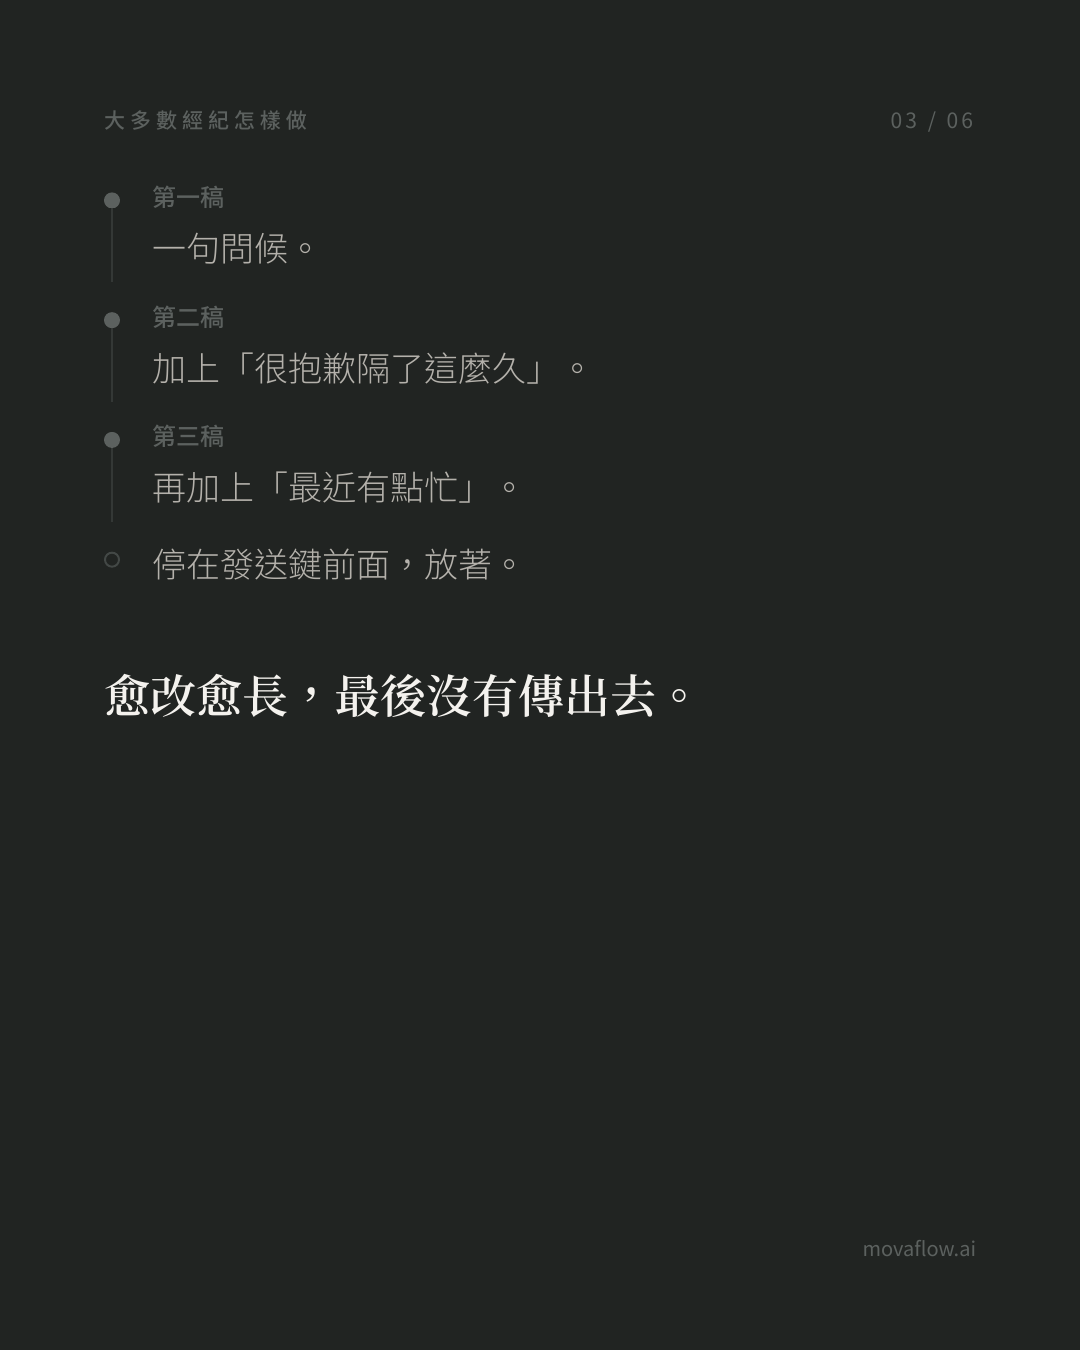 大多數經紀怎樣做
03 / 06
第一稿
一句問候。
第二稿
加上「很抱歉隔了這麼久」。
第三稿
再加上「最近有點忙」。
停在發送鍵前面，放著。
愈改愈長，最後沒有傳出去。
movaflow.ai